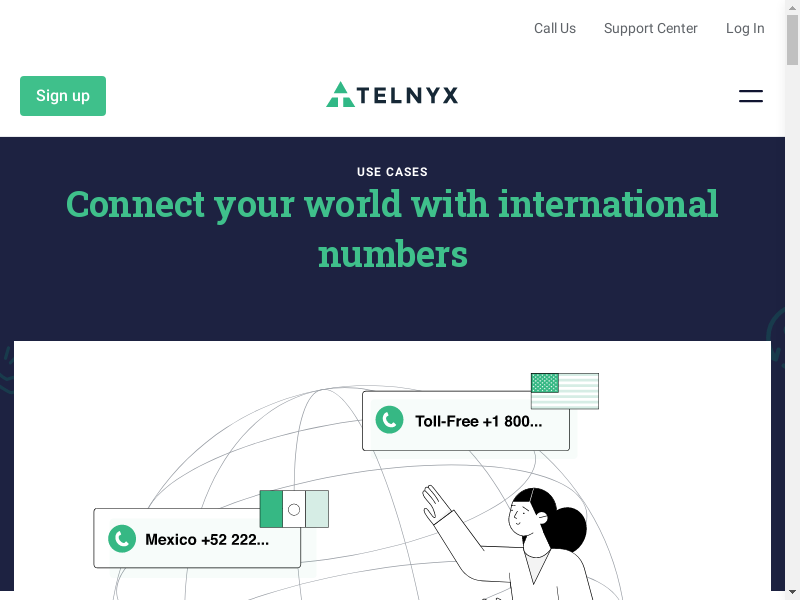 Call Us Support Center Log In
Sign up
TELNYX
USE CASES
Connect your world with international
numbers
Toll-Free +1 800...
Mexico +52 222...